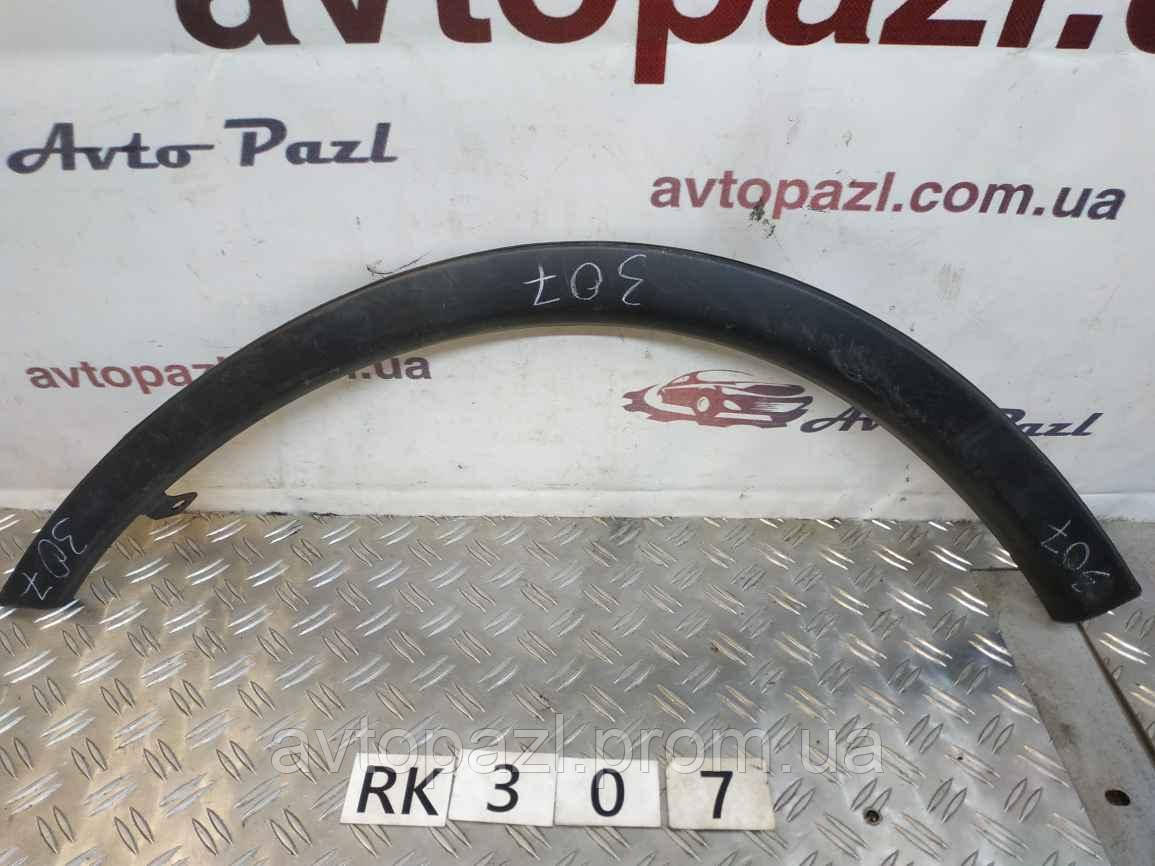 avtopazl.
Avto Pazl
avtopazl.com.ua
307
avtopazl
.ua
Avto Pazl
307
307
avtopazl.prom.ua
RK 3 0 7